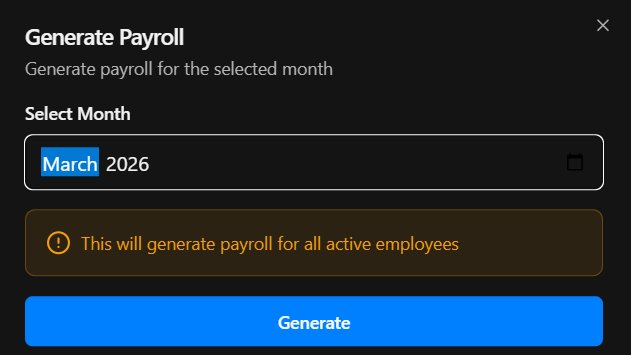 Generate Payroll
Generate payroll for the selected month
Select Month
March 2026
This will generate payroll for all active employees
Generate